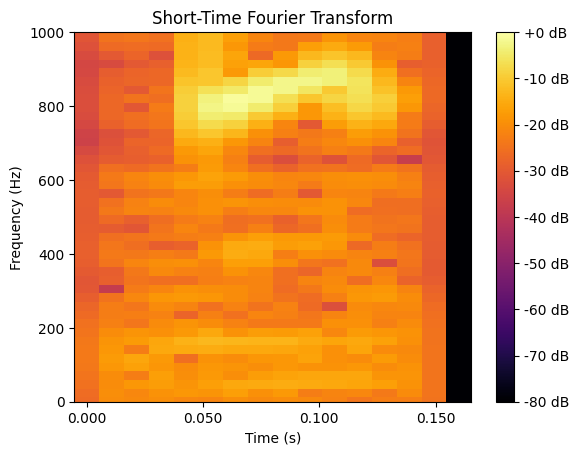 Short-Time Fourier Transform
1000
800
600
400
200
0
Frequency (Hz)
0.000
0.050
0.100
0.150
Time (s)
+0 dB
-10 dB
-20 dB
-30 dB
-40 dB
-50 dB
-60 dB
-70 dB
-80 dB